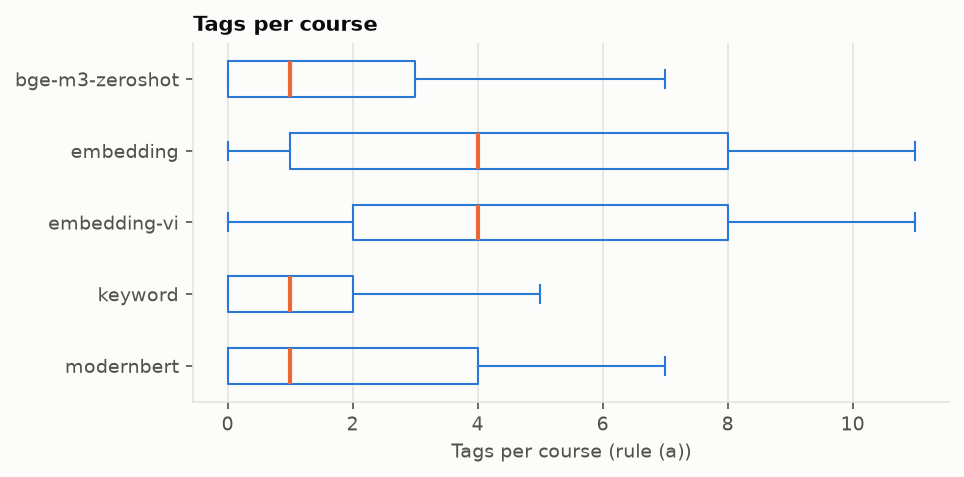 Tags per course
bge-m3-zeroshot
embedding
embedding-vi
keyword
modernbert
0 2 4 6 8 10
Tags per course (rule (a))